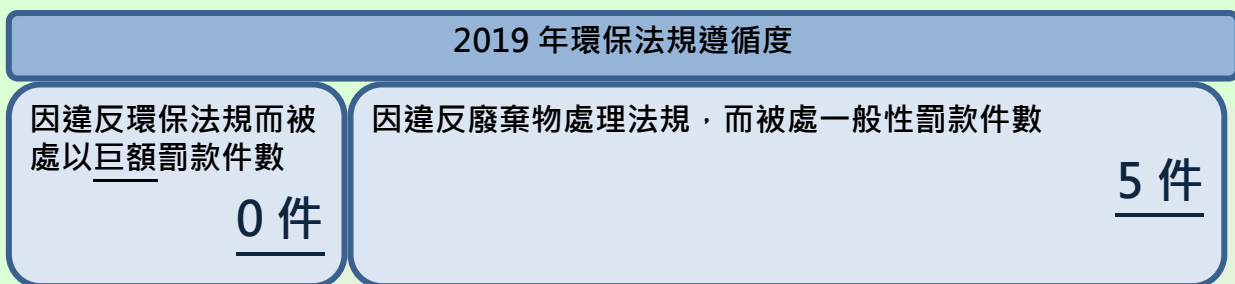 2019 年環保法規遵循度
因違反環保法規而被
處以巨額罰款件數
0 件
因違反廢棄物處理法規，而被處一般性罰款件數
5 件